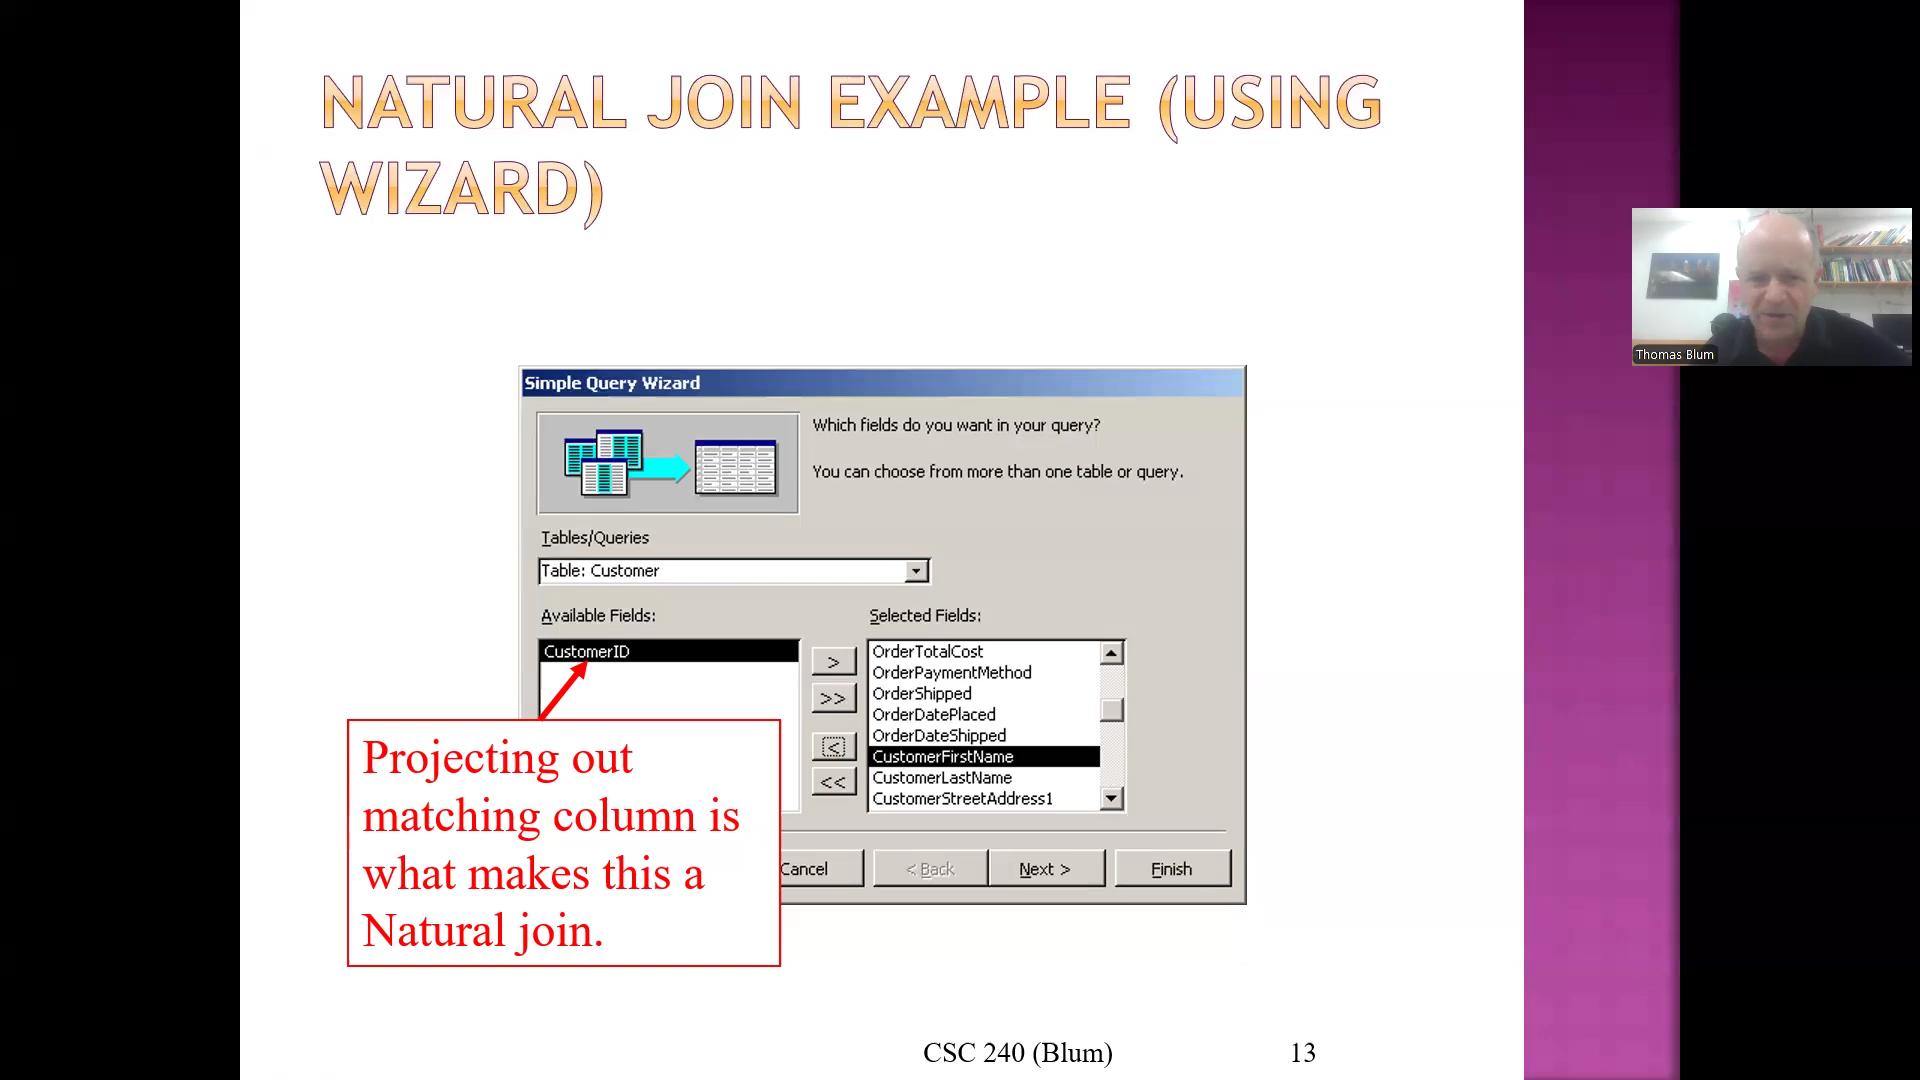 NATURAL JOIN EXAMPLE (USING
WIZARD)
Thomas Blum
Simple Query Wizard
Which fields do you want in your query?
You can choose from more than one table or query.
Tables/Queries
Table: Customer
Available Fields:
Selected Fields:
CustomerID
>
>>
<
<<
OrderTotalCost
OrderPaymentMethod
OrderShipped
OrderDatePlaced
OrderDateShipped
CustomerFirstName
CustomerLastName
CustomerStreetAddress1
Projecting out
matching column is
what makes this a
Natural join.
Cancel
< Back
Next >
Finish
CSC 240 (Blum)
13